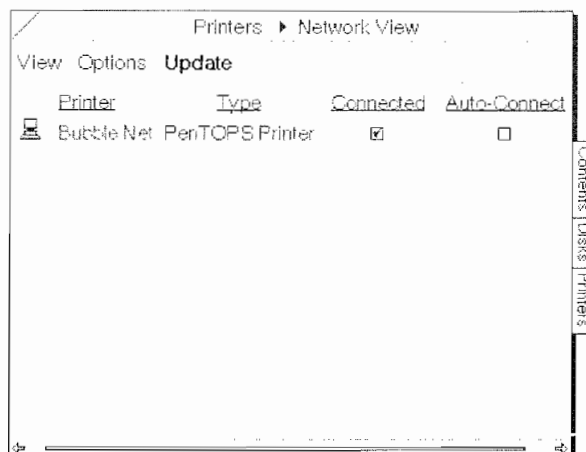 Printers ▸ Network View
View Options Update
Printer Type Connected Auto-Connect
Bubble Net PenTOPS Printer
Contents
Disks
Printers